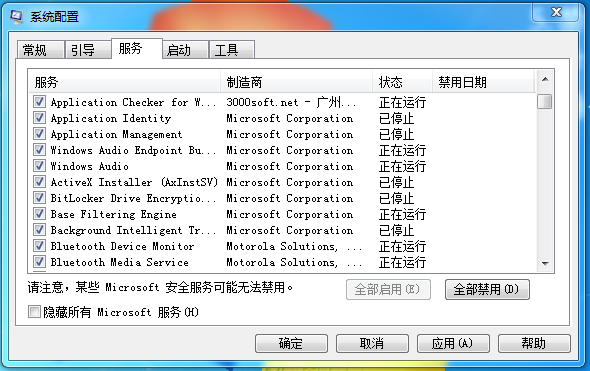 系统配置
常规 引导 服务 启动 工具
服务 制造商 状态 禁用日期
Application Checker for W... 3000soft.net - 广州... 正在运行
Application Identity Microsoft Corporation 已停止
Application Management Microsoft Corporation 已停止
Windows Audio Endpoint Bu... Microsoft Corporation 正在运行
Windows Audio Microsoft Corporation 正在运行
ActiveX Installer (AxInstSV) Microsoft Corporation 已停止
BitLocker Drive Encryptio... Microsoft Corporation 已停止
Base Filtering Engine Microsoft Corporation 正在运行
Background Intelligent Tr... Microsoft Corporation 已停止
Bluetooth Device Monitor Motorola Solutions, ... 正在运行
Bluetooth Media Service Motorola Solutions, ... 正在运行
请注意，某些 Microsoft 安全服务可能无法禁用。 全部启用(E) 全部禁用(D)
隐藏所有 Microsoft 服务(H)
确定 取消 应用(A) 帮助